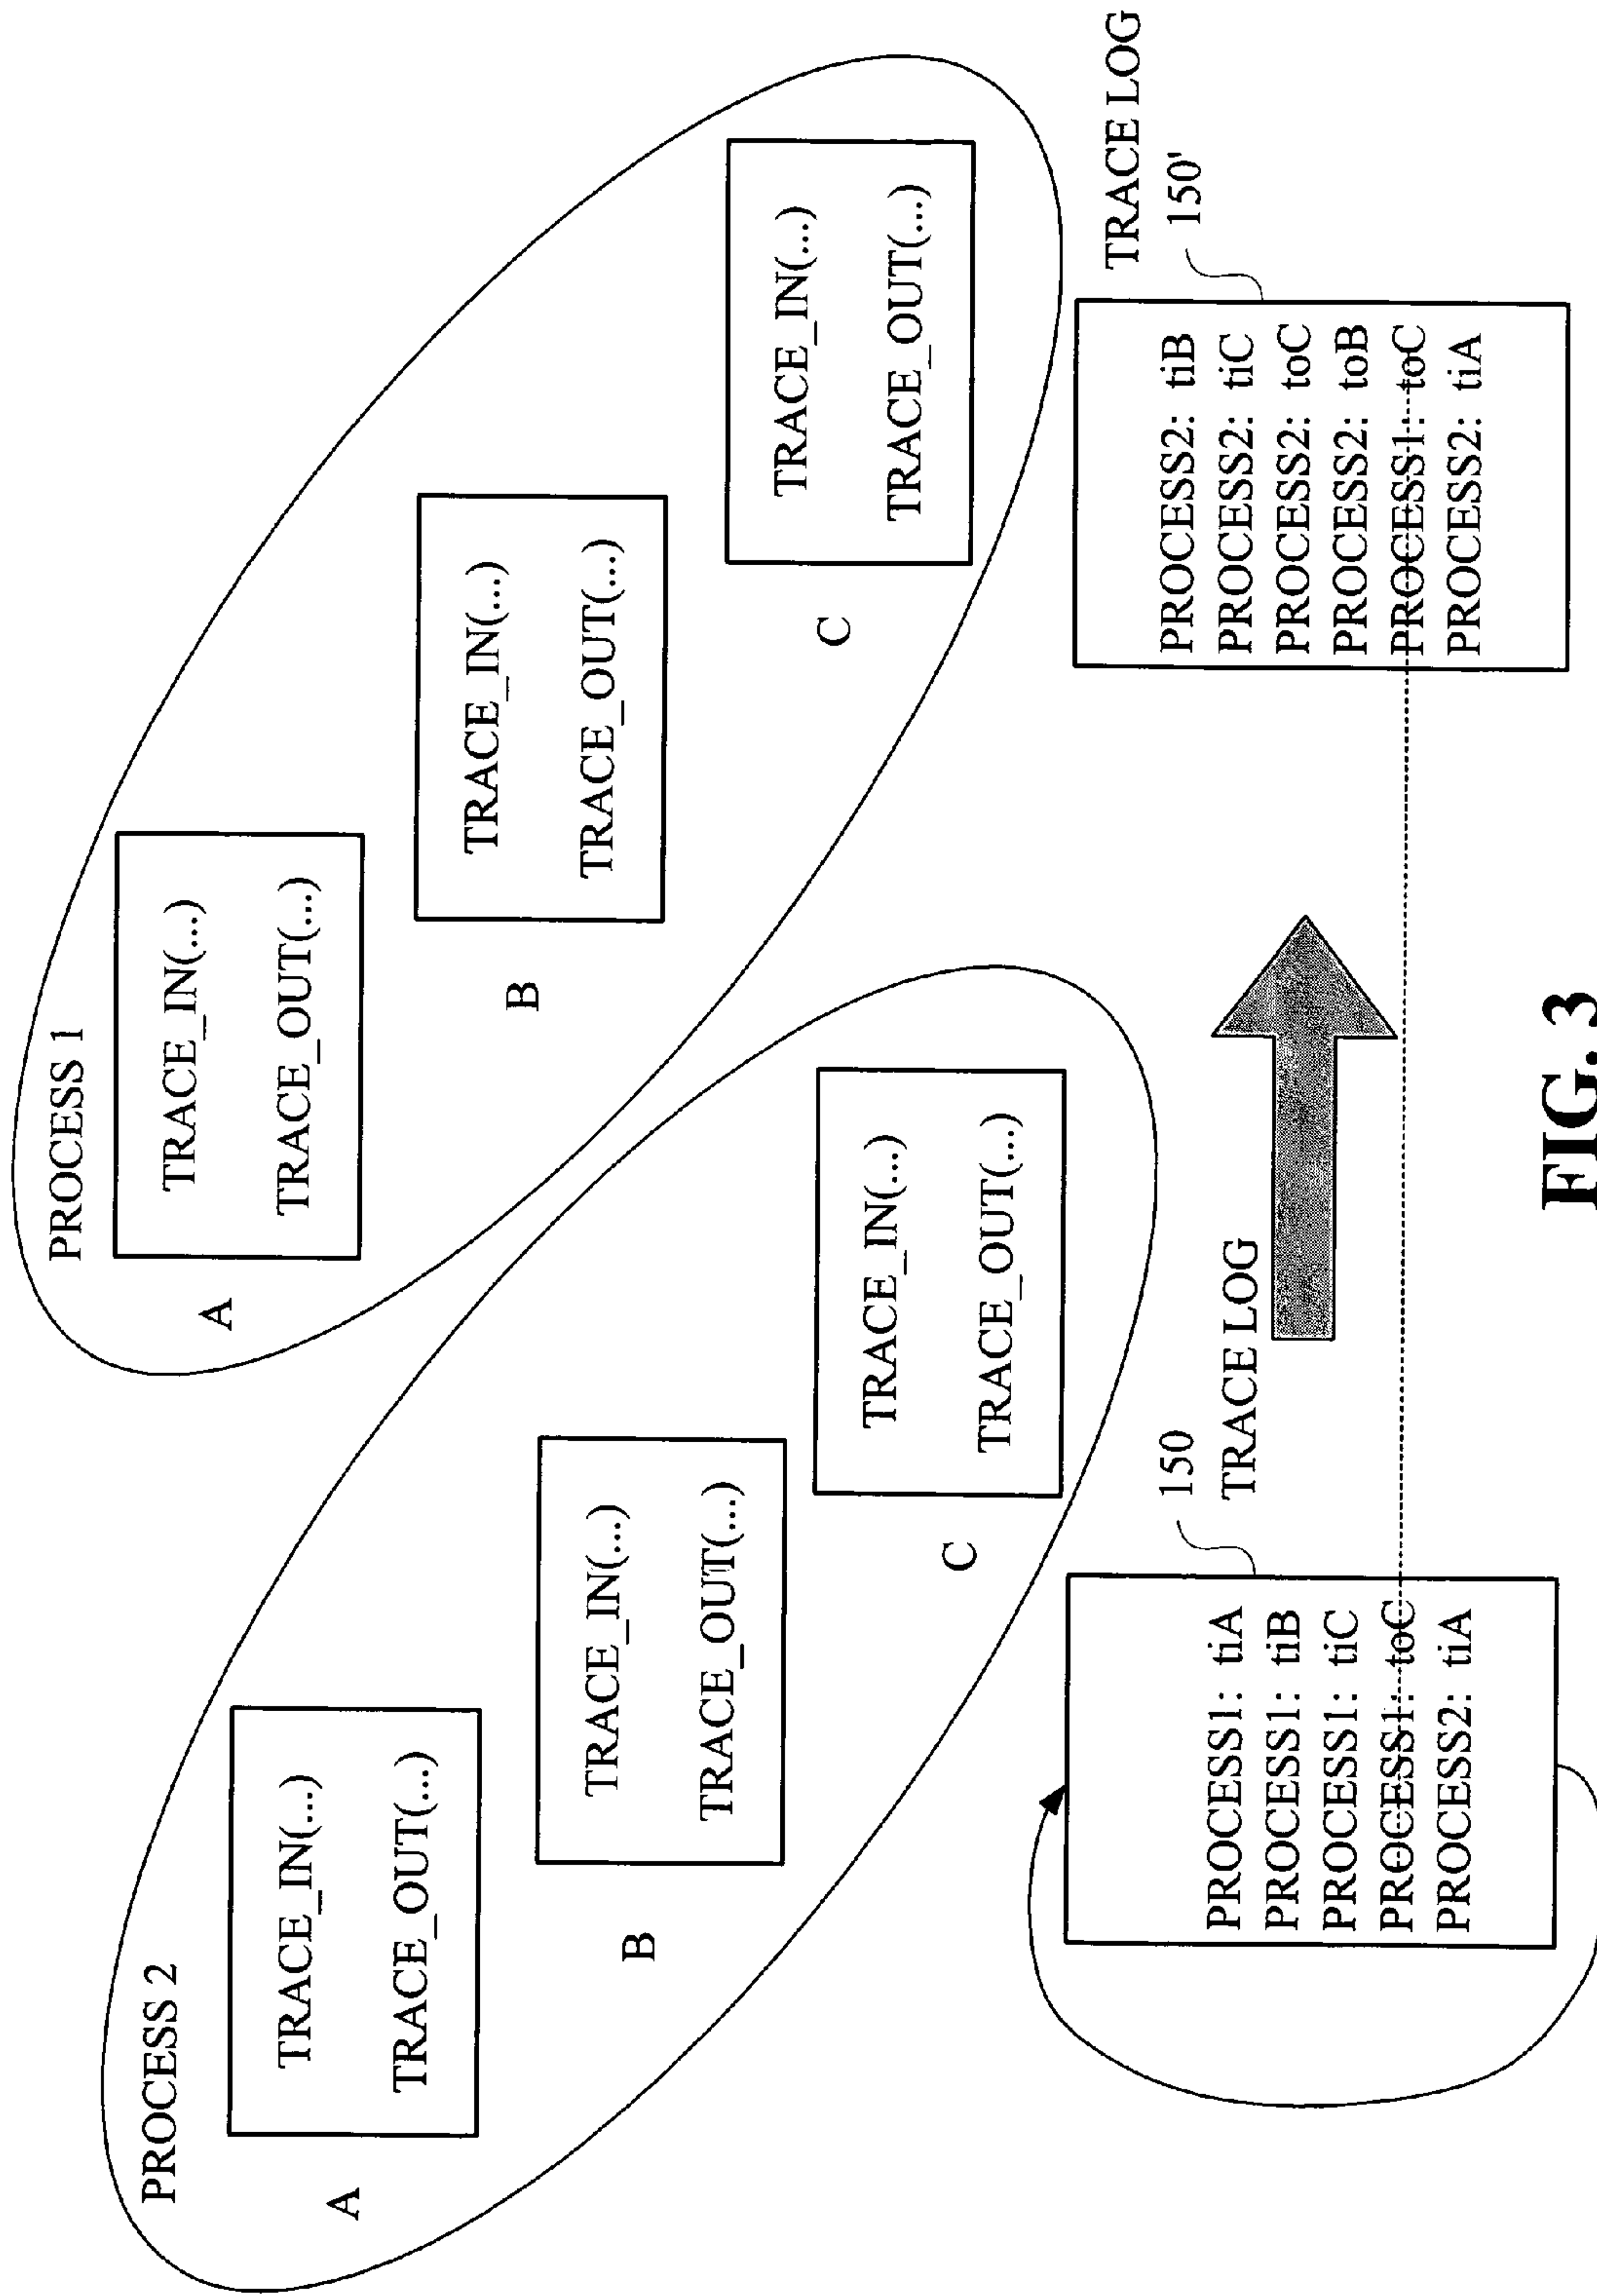 PROCESS 2
A
TRACE_IN(...)
TRACE_OUT(...)
B
TRACE_IN(...)
TRACE_OUT(...)
C
TRACE_IN(...)
TRACE_OUT(...)
PROCESS 1
A
TRACE_IN(...)
TRACE_OUT(...)
B
TRACE_IN(...)
TRACE_OUT(...)
C
TRACE_IN(...)
TRACE_OUT(...)
150
TRACE LOG
PROCESS1: tiA
PROCESS1: tiB
PROCESS1: tiC
PROCESS1: toC
PROCESS2: tiA
TRACE LOG
150'
PROCESS2: tiB
PROCESS2: tiC
PROCESS2: toC
PROCESS2: toB
PROCESS1: toC
PROCESS2: tiA
FIG. 3